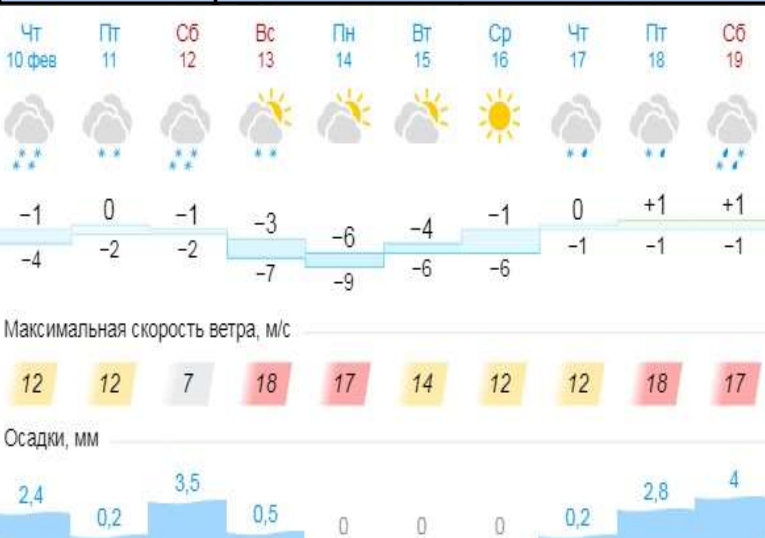 Чт Пт Сб Вс Пн Вт Ср Чт Пт Сб
10 фев 11 12 13 14 15 16 17 18 19
−1 0 −1 −3 −6 −4 −1 0 +1 +1
−4 −2 −2 −7 −9 −6 −6 −1 −1 −1
Максимальная скорость ветра, м/с
12 12 7 18 17 14 12 12 18 17
Осадки, мм
2,4 0,2 3,5 0,5 0 0 0 0,2 2,8 4